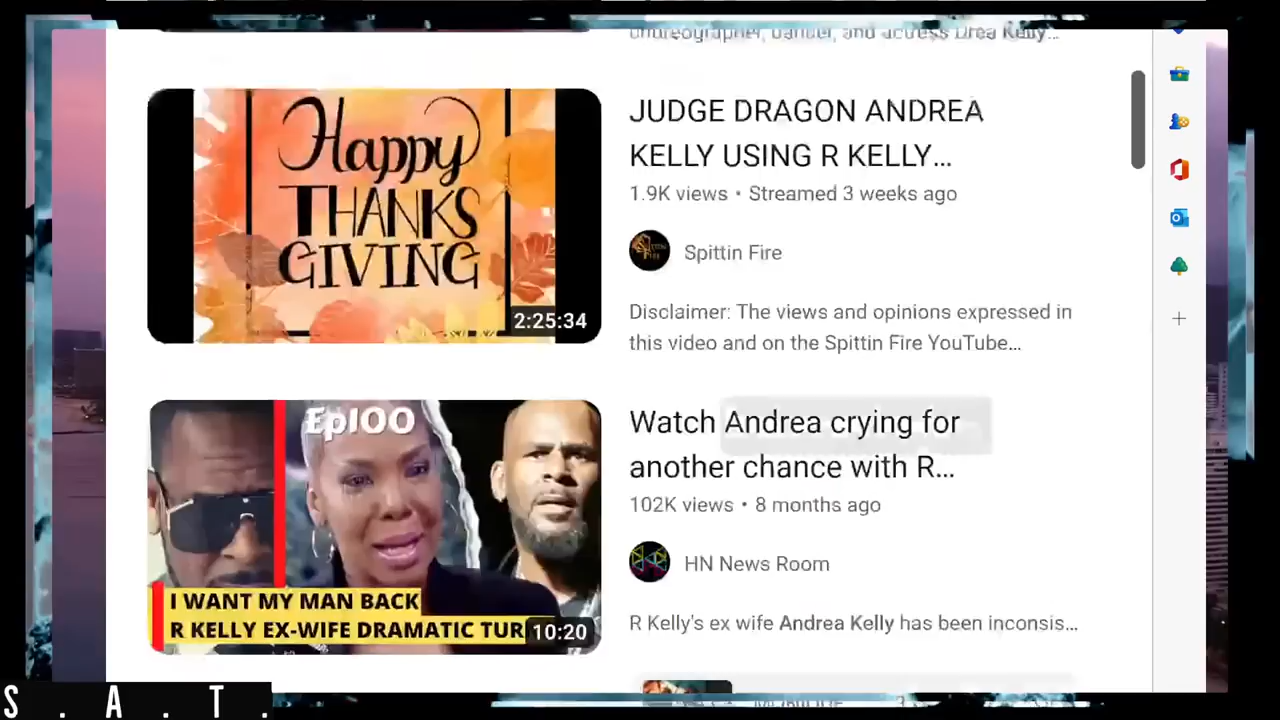 choreographer, dancer, and actress Drea Kelly...
Happy
THANKS
GIVING
2:25:34
JUDGE DRAGON ANDREA
KELLY USING R KELLY...
1.9K views • Streamed 3 weeks ago
Spittin Fire
Disclaimer: The views and opinions expressed in
this video and on the Spittin Fire YouTube...
Ep100
I WANT MY MAN BACK
R KELLY EX-WIFE DRAMATIC TUR
10:20
Watch Andrea crying for
another chance with R...
102K views • 8 months ago
HN News Room
R Kelly's ex wife Andrea Kelly has been inconsis...
S . A . T .